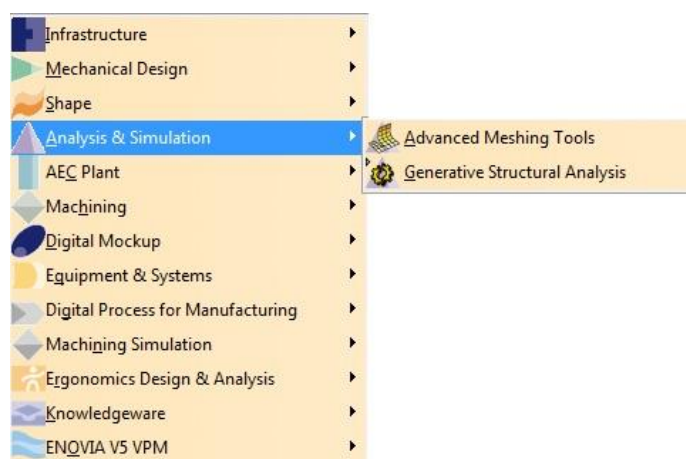 Infrastructure
Mechanical Design
Shape
Analysis & Simulation
Advanced Meshing Tools
AEC Plant
Generative Structural Analysis
Machining
Digital Mockup
Equipment & Systems
Digital Process for Manufacturing
Machining Simulation
Ergonomics Design & Analysis
Knowledgeware
ENOVIA V5 VPM